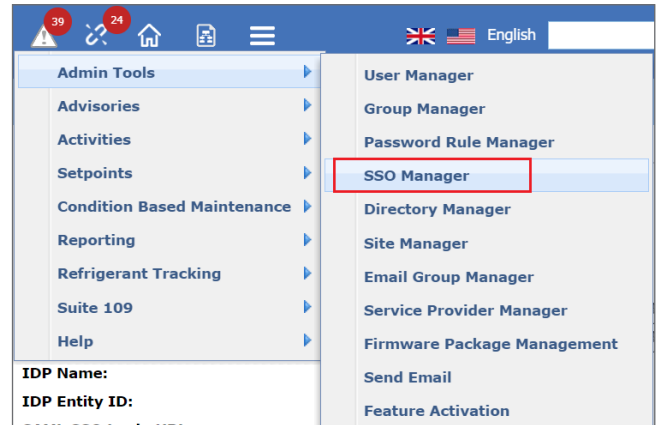 39
24
English
Admin Tools
Advisories
Activities
Setpoints
Condition Based Maintenance
Reporting
Refrigerant Tracking
Suite 109
Help
User Manager
Group Manager
Password Rule Manager
SSO Manager
Directory Manager
Site Manager
Email Group Manager
Service Provider Manager
Firmware Package Management
Send Email
Feature Activation
IDP Name:
IDP Entity ID: